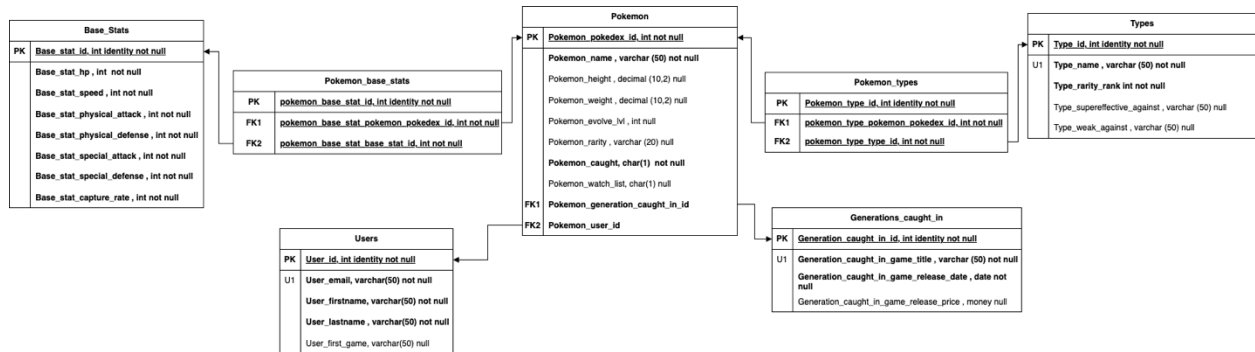 Base_Stats
PK Base_stat_id, int identity not null
Base_stat_hp , int  not null
Base_stat_speed , int not null
Base_stat_physical_attack , int not null
Base_stat_physical_defense , int not null
Base_stat_special_attack , int not null
Base_stat_special_defense , int not null
Base_stat_capture_rate , int not null
Pokemon_base_stats
PK pokemon_base_stat_id, int identity not null
FK1 pokemon_base_stat_pokemon_pokedex_id, int not null
FK2 pokemon_base_stat_base_stat_id, int not null
Pokemon
PK Pokemon_pokedex_id, int not null
Pokemon_name , varchar (50) not null
Pokemon_height , decimal (10,2) null
Pokemon_weight , decimal (10,2) null
Pokemon_evolve_lvl , int null
Pokemon_rarity , varchar (20) null
Pokemon_caught, char(1)  not null
Pokemon_watch_list, char(1) null
FK1 Pokemon_generation_caught_in_id
FK2 Pokemon_user_id
Pokemon_types
PK Pokemon_type_id, int identity not null
FK1 pokemon_type_pokemon_pokedex_id, int not null
FK2 pokemon_type_type_id, int not null
Types
PK Type_id, int identity not null
U1 Type_name , varchar (50) not null
Type_rarity_rank int not null
Type_supereffective_against , varchar (50) null
Type_weak_against , varchar (50) null
Users
PK User_id, int identity not null
U1 User_email, varchar(50) not null
User_firstname, varchar(50) not null
User_lastname , varchar(50) not null
User_first_game, varchar(50) null
Generations_caught_in
PK Generation_caught_in_id, int identity not null
U1 Generation_caught_in_game_title , varchar (50) not null
Generation_caught_in_game_release_date , date not
null
Generation_caught_in_game_release_price , money null